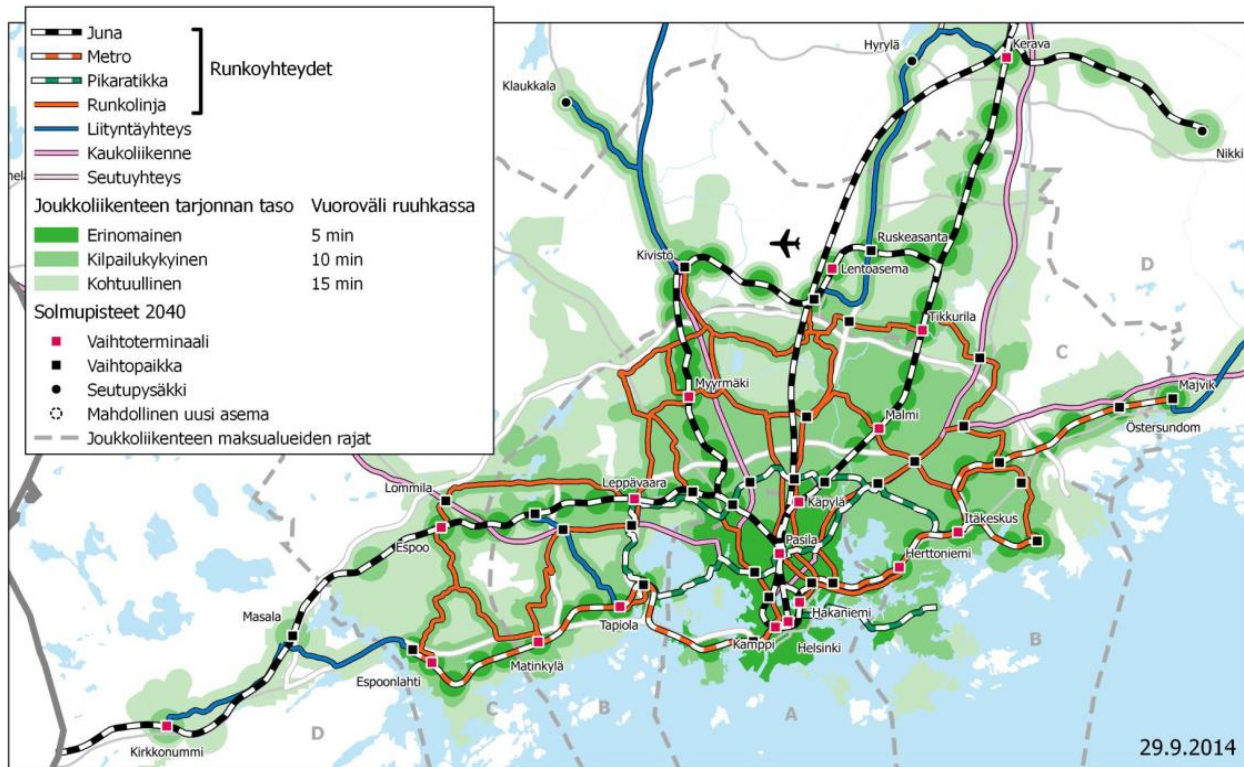 Juna
Metro
Pikaratikka
Runkolinja
Runkoyhteydet
Liityntäyhteys
Kaukoliikenne
Seutuyhteys
Joukkoliikenteen tarjonnan taso Vuoroväli ruuhkassa
Erinomainen 5 min
Kilpailukykyinen 10 min
Kohtuullinen 15 min
Solmupisteet 2040
Vaihtoterminaali
Vaihtopaikka
Seutupysäkki
Mahdollinen uusi asema
Joukkoliikenteen maksualueiden rajat
Kerava
Hyrylä
Klaukkala
Nikki
Ruskeasanta
Kivistö
Lentoasema
D
Tikkurila
C
Majvik
Myyrmäki
Malmi
Östersundom
Leppävaara
Lommila
Käpylä
Itäkeskus
Espoo
Pasila
Herttoniemi
Masala
Tapiola
Hakaniemi
Kamppi
Helsinki
B
Matinkylä
Espoonlahti
C
B
A
D
Kirkkonummi
29.9.2014